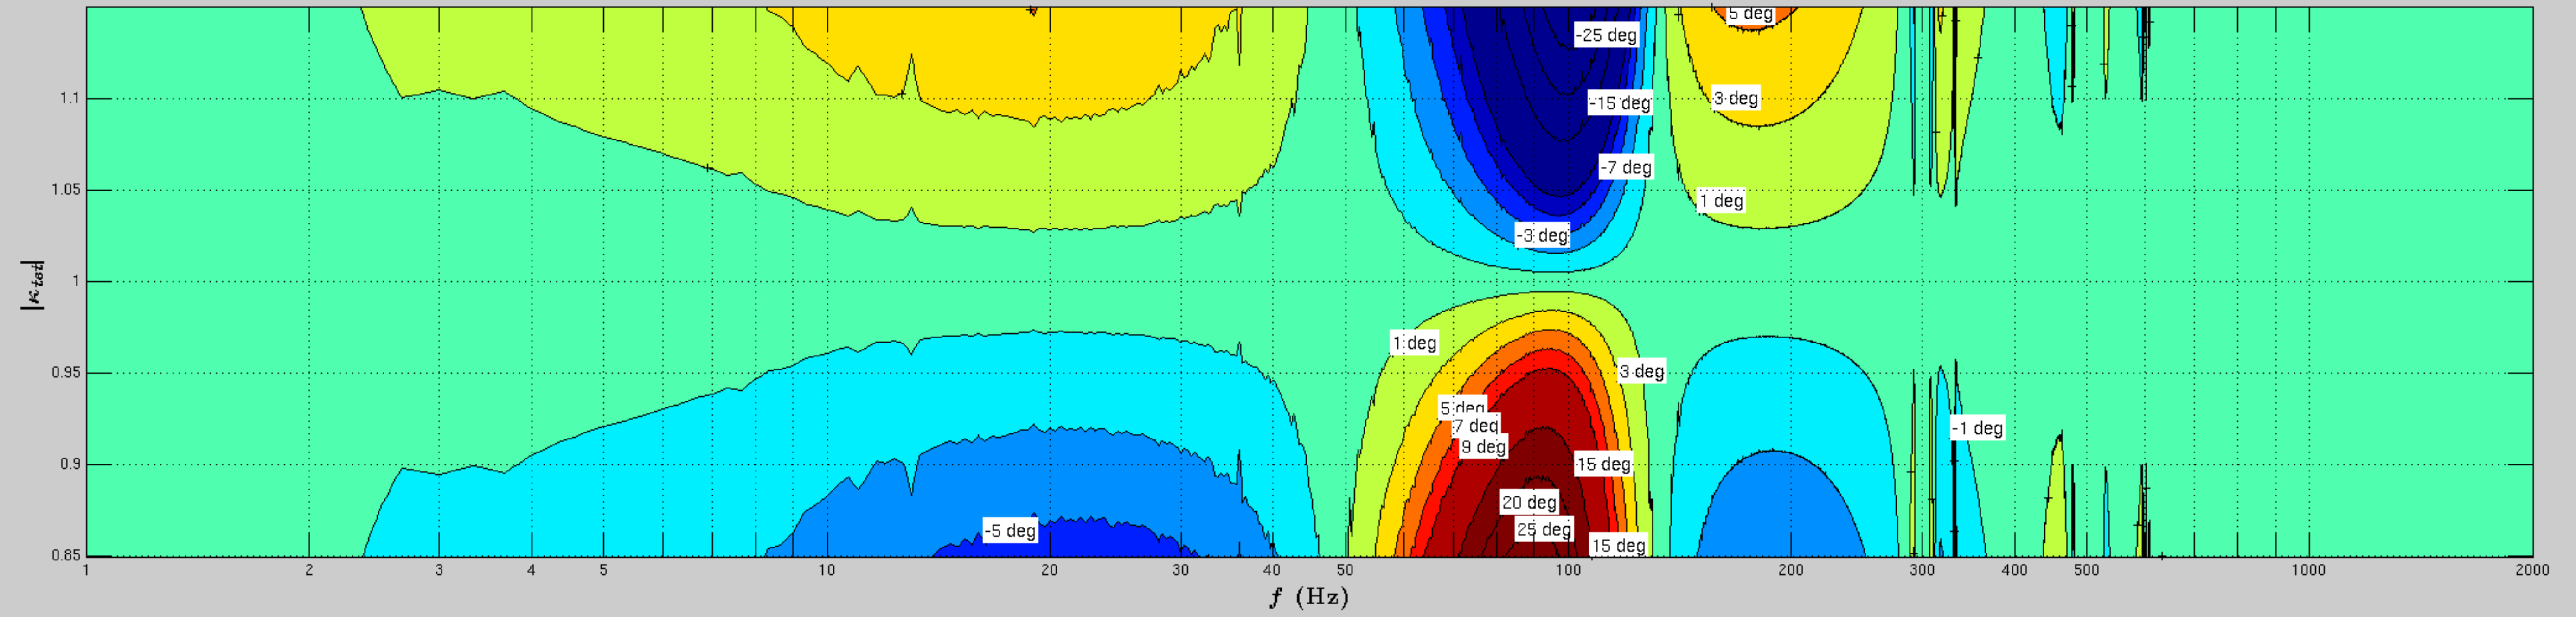 5 deg
-25 deg
1.1
-15 deg
3 deg
1.05
-7 deg
1 deg
-3 deg
|κtst|
1
1 deg
0.95
3 deg
5 deg
7 deg
9 deg
-1 deg
0.9
15 deg
20 deg
-5 deg
25 deg
15 deg
0.85
1 2 3 4 5 10 20 30 40 50 100 200 300 400 500 1000 2000
f (Hz)